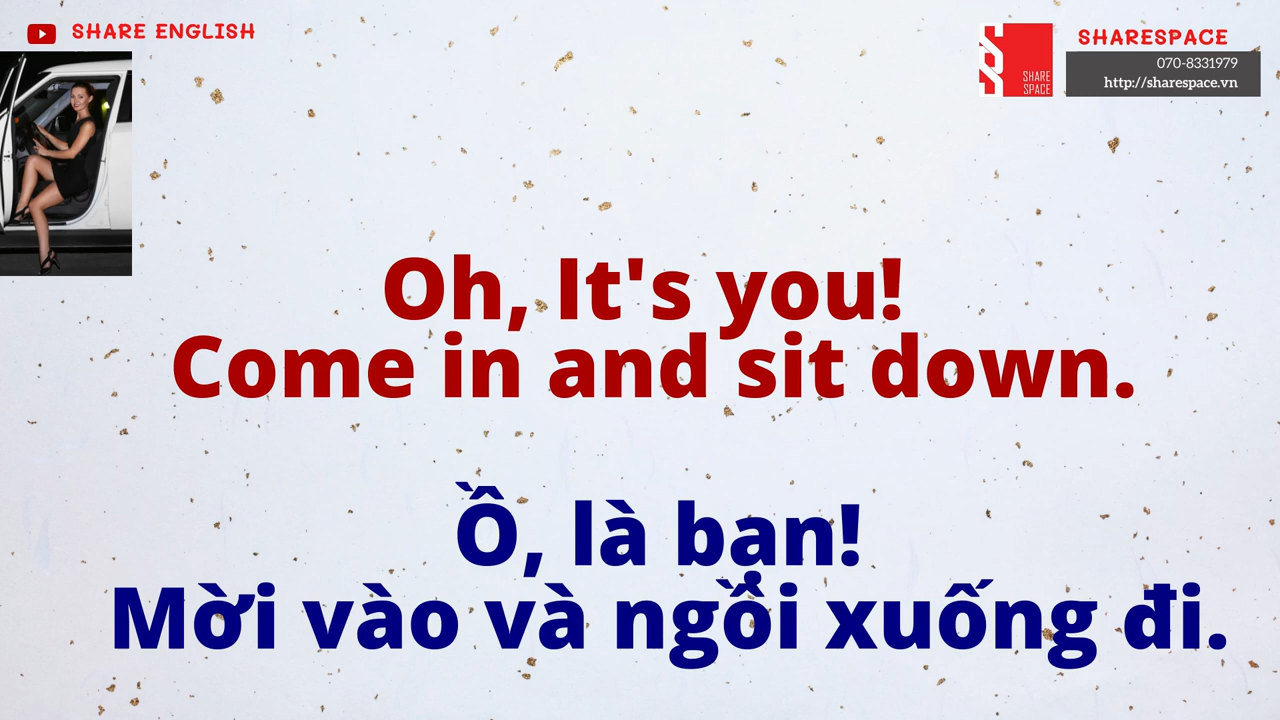 SHARE ENGLISH
SHARE
SPACE
SHARESPACE
070-8331979
http://sharespace.vn
Oh, It's you!
Come in and sit down.
Ồ, là bạn!
Mời vào và ngồi xuống đi.